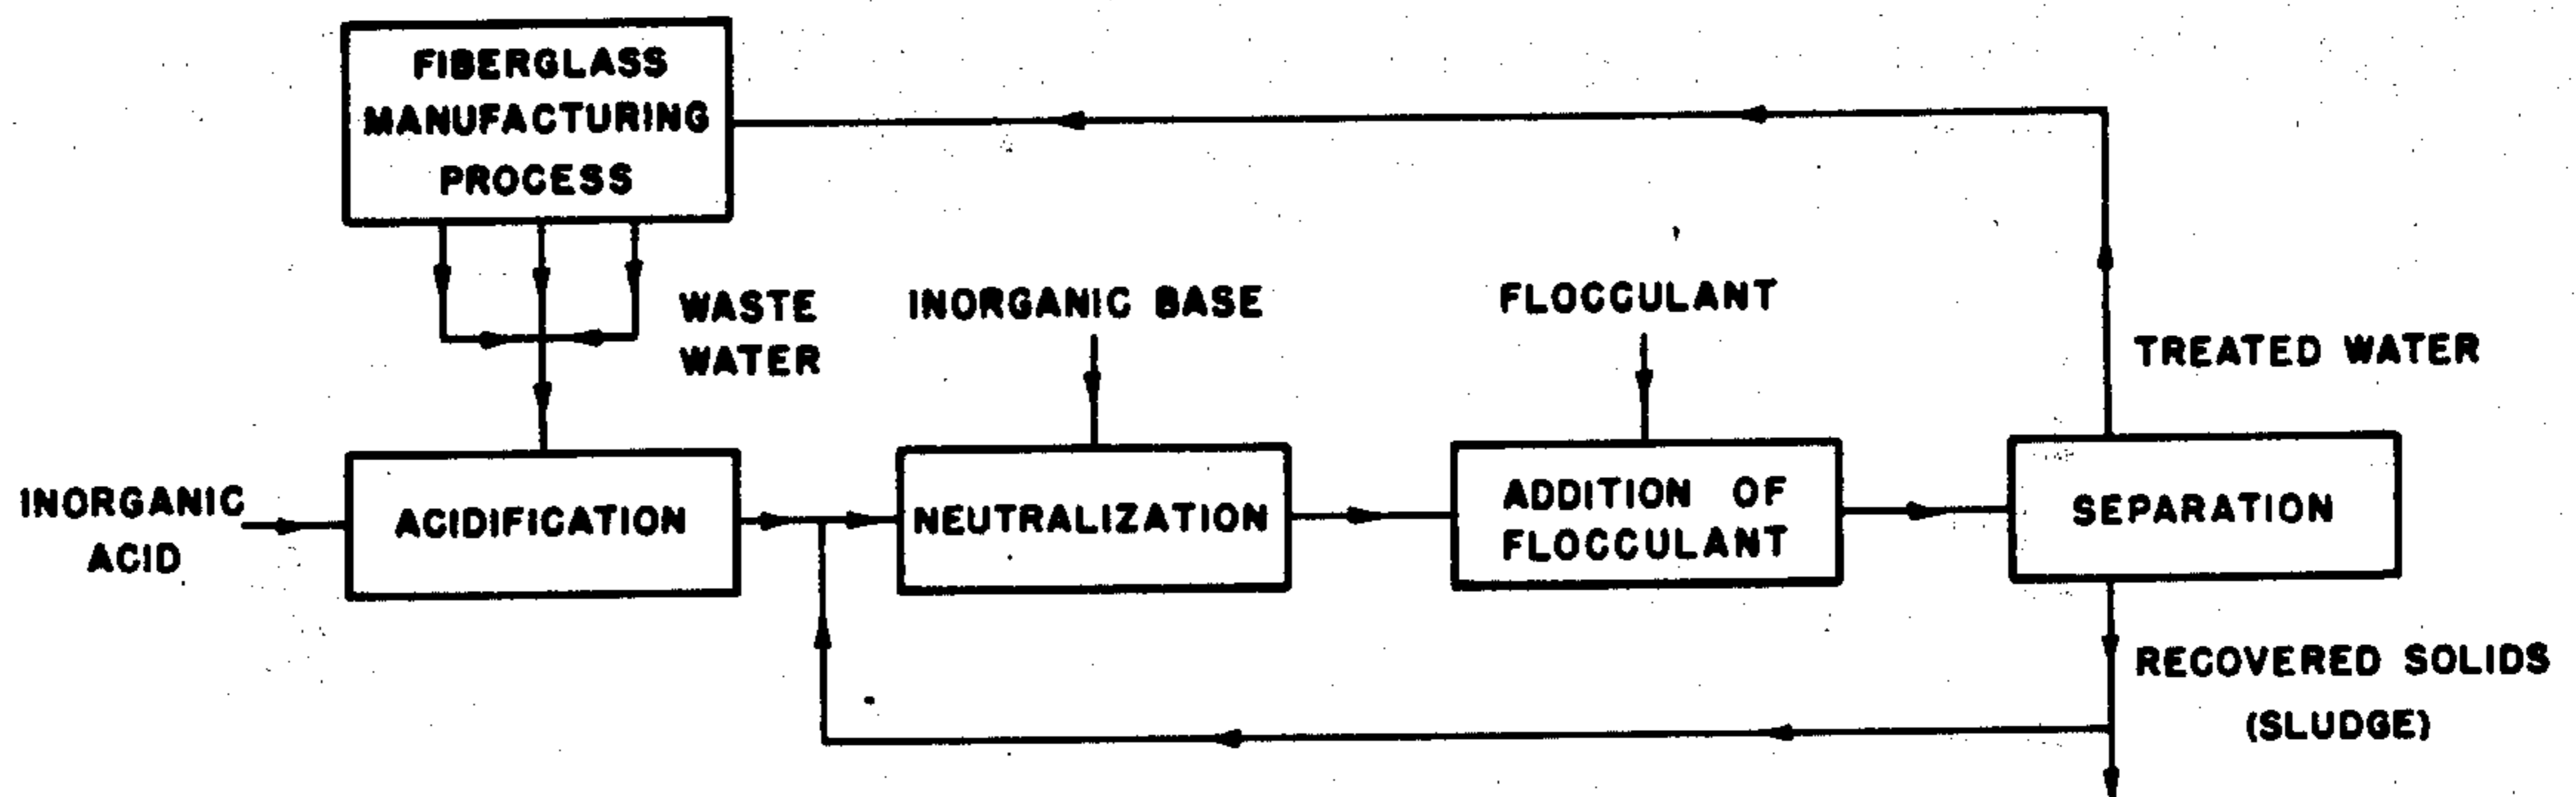 FIBERGLASS
MANUFACTURING
PROCESS
WASTE
WATER
INORGANIC BASE
FLOCCULANT
TREATED WATER
INORGANIC
ACID
ACIDIFICATION
NEUTRALIZATION
ADDITION OF
FLOCCULANT
SEPARATION
RECOVERED SOLIDS
(SLUDGE)